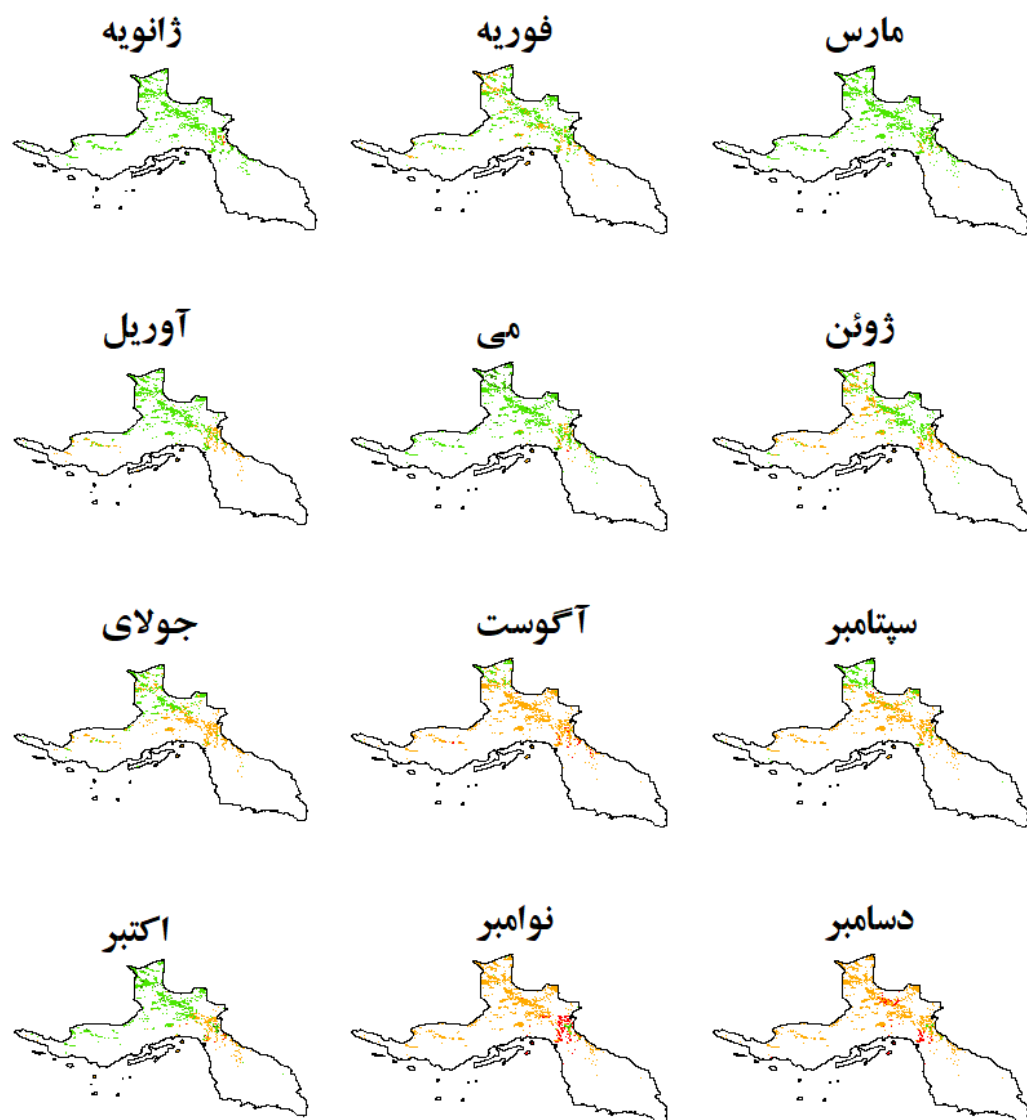 ژانویه
فوریه
مارس
آوریل
می
ژوئن
جولای
آگوست
سپتامبر
اکتبر
نوامبر
دسامبر